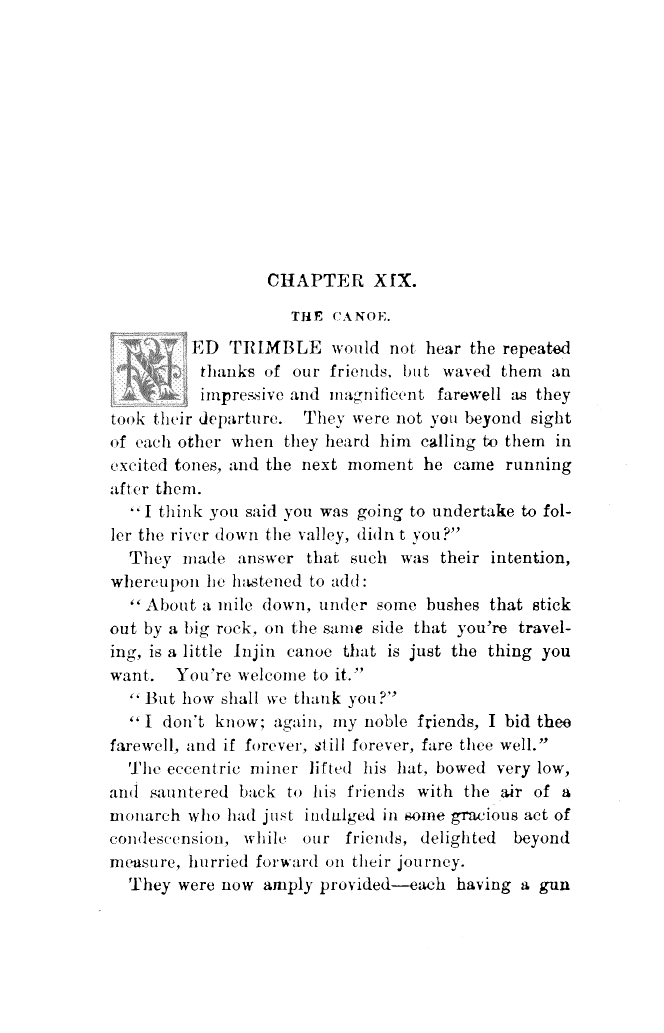 CHAPTER XIX.
THE CANOE.
NED TRIMBLE would not hear the repeated
thanks of our friends, but waved them an
impressive and magnificent farewell as they
took their departure. They were not you beyond sight
of each other when they heard him calling to them in
excited tones, and the next moment he came running
after them.
“I think you said you was going to undertake to fol-
ler the river down the valley, didn t you?”
They made answer that such was their intention,
whereupon he hastened to add:
“About a mile down, under some bushes that stick
out by a big rock, on the same side that you're travel-
ing, is a little Injin canoe that is just the thing you
want. You're welcome to it.”
“But how shall we thank you?”
“I don't know; again, my noble friends, I bid thee
farewell, and if forever, still forever, fare thee well.”
The eccentric miner lifted his hat, bowed very low,
and sauntered back to his friends with the air of a
monarch who had just indulged in some gracious act of
condescension, while our friends, delighted beyond
measure, hurried forward on their journey.
They were now amply provided—each having a gun